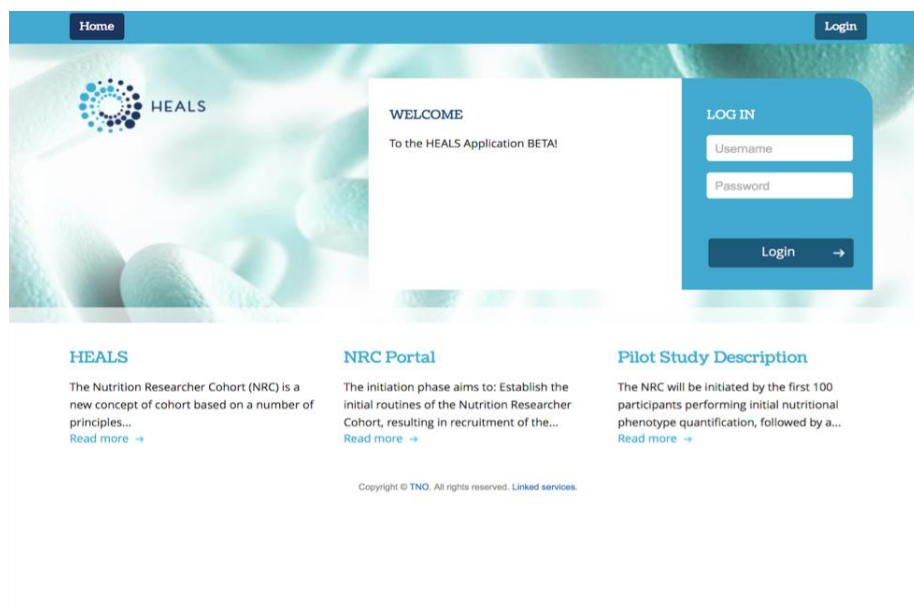 Home
Login
HEALS
WELCOME
To the HEALS Application BETA!
LOG IN
Username
Password
Login →
HEALS
The Nutrition Researcher Cohort (NRC) is a
new concept of cohort based on a number of
principles...
Read more →
NRC Portal
The initiation phase aims to: Establish the
initial routines of the Nutrition Researcher
Cohort, resulting in recruitment of the...
Read more →
Pilot Study Description
The NRC will be initiated by the first 100
participants performing initial nutritional
phenotype quantification, followed by a...
Read more →
Copyright © TNO. All rights reserved. Linked services.